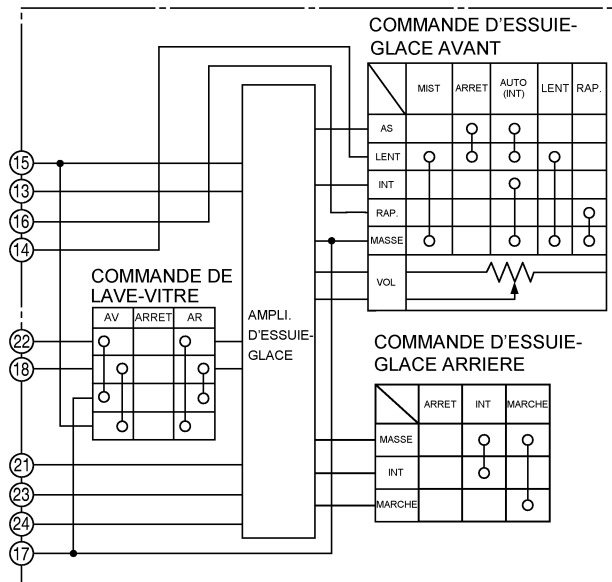 COMMANDE D'ESSUIE-
GLACE AVANT
MIST
ARRET
AUTO
(INT)
LENT
RAP.
AS
LENT
INT
RAP.
MASSE
VOL
15
13
16
14
COMMANDE DE
LAVE-VITRE
AV
ARRET
AR
22
18
AMPLI.
D'ESSUIE-
GLACE
COMMANDE D'ESSUIE-
GLACE ARRIERE
ARRET
INT
MARCHE
MASSE
INT
MARCHE
21
23
24
17